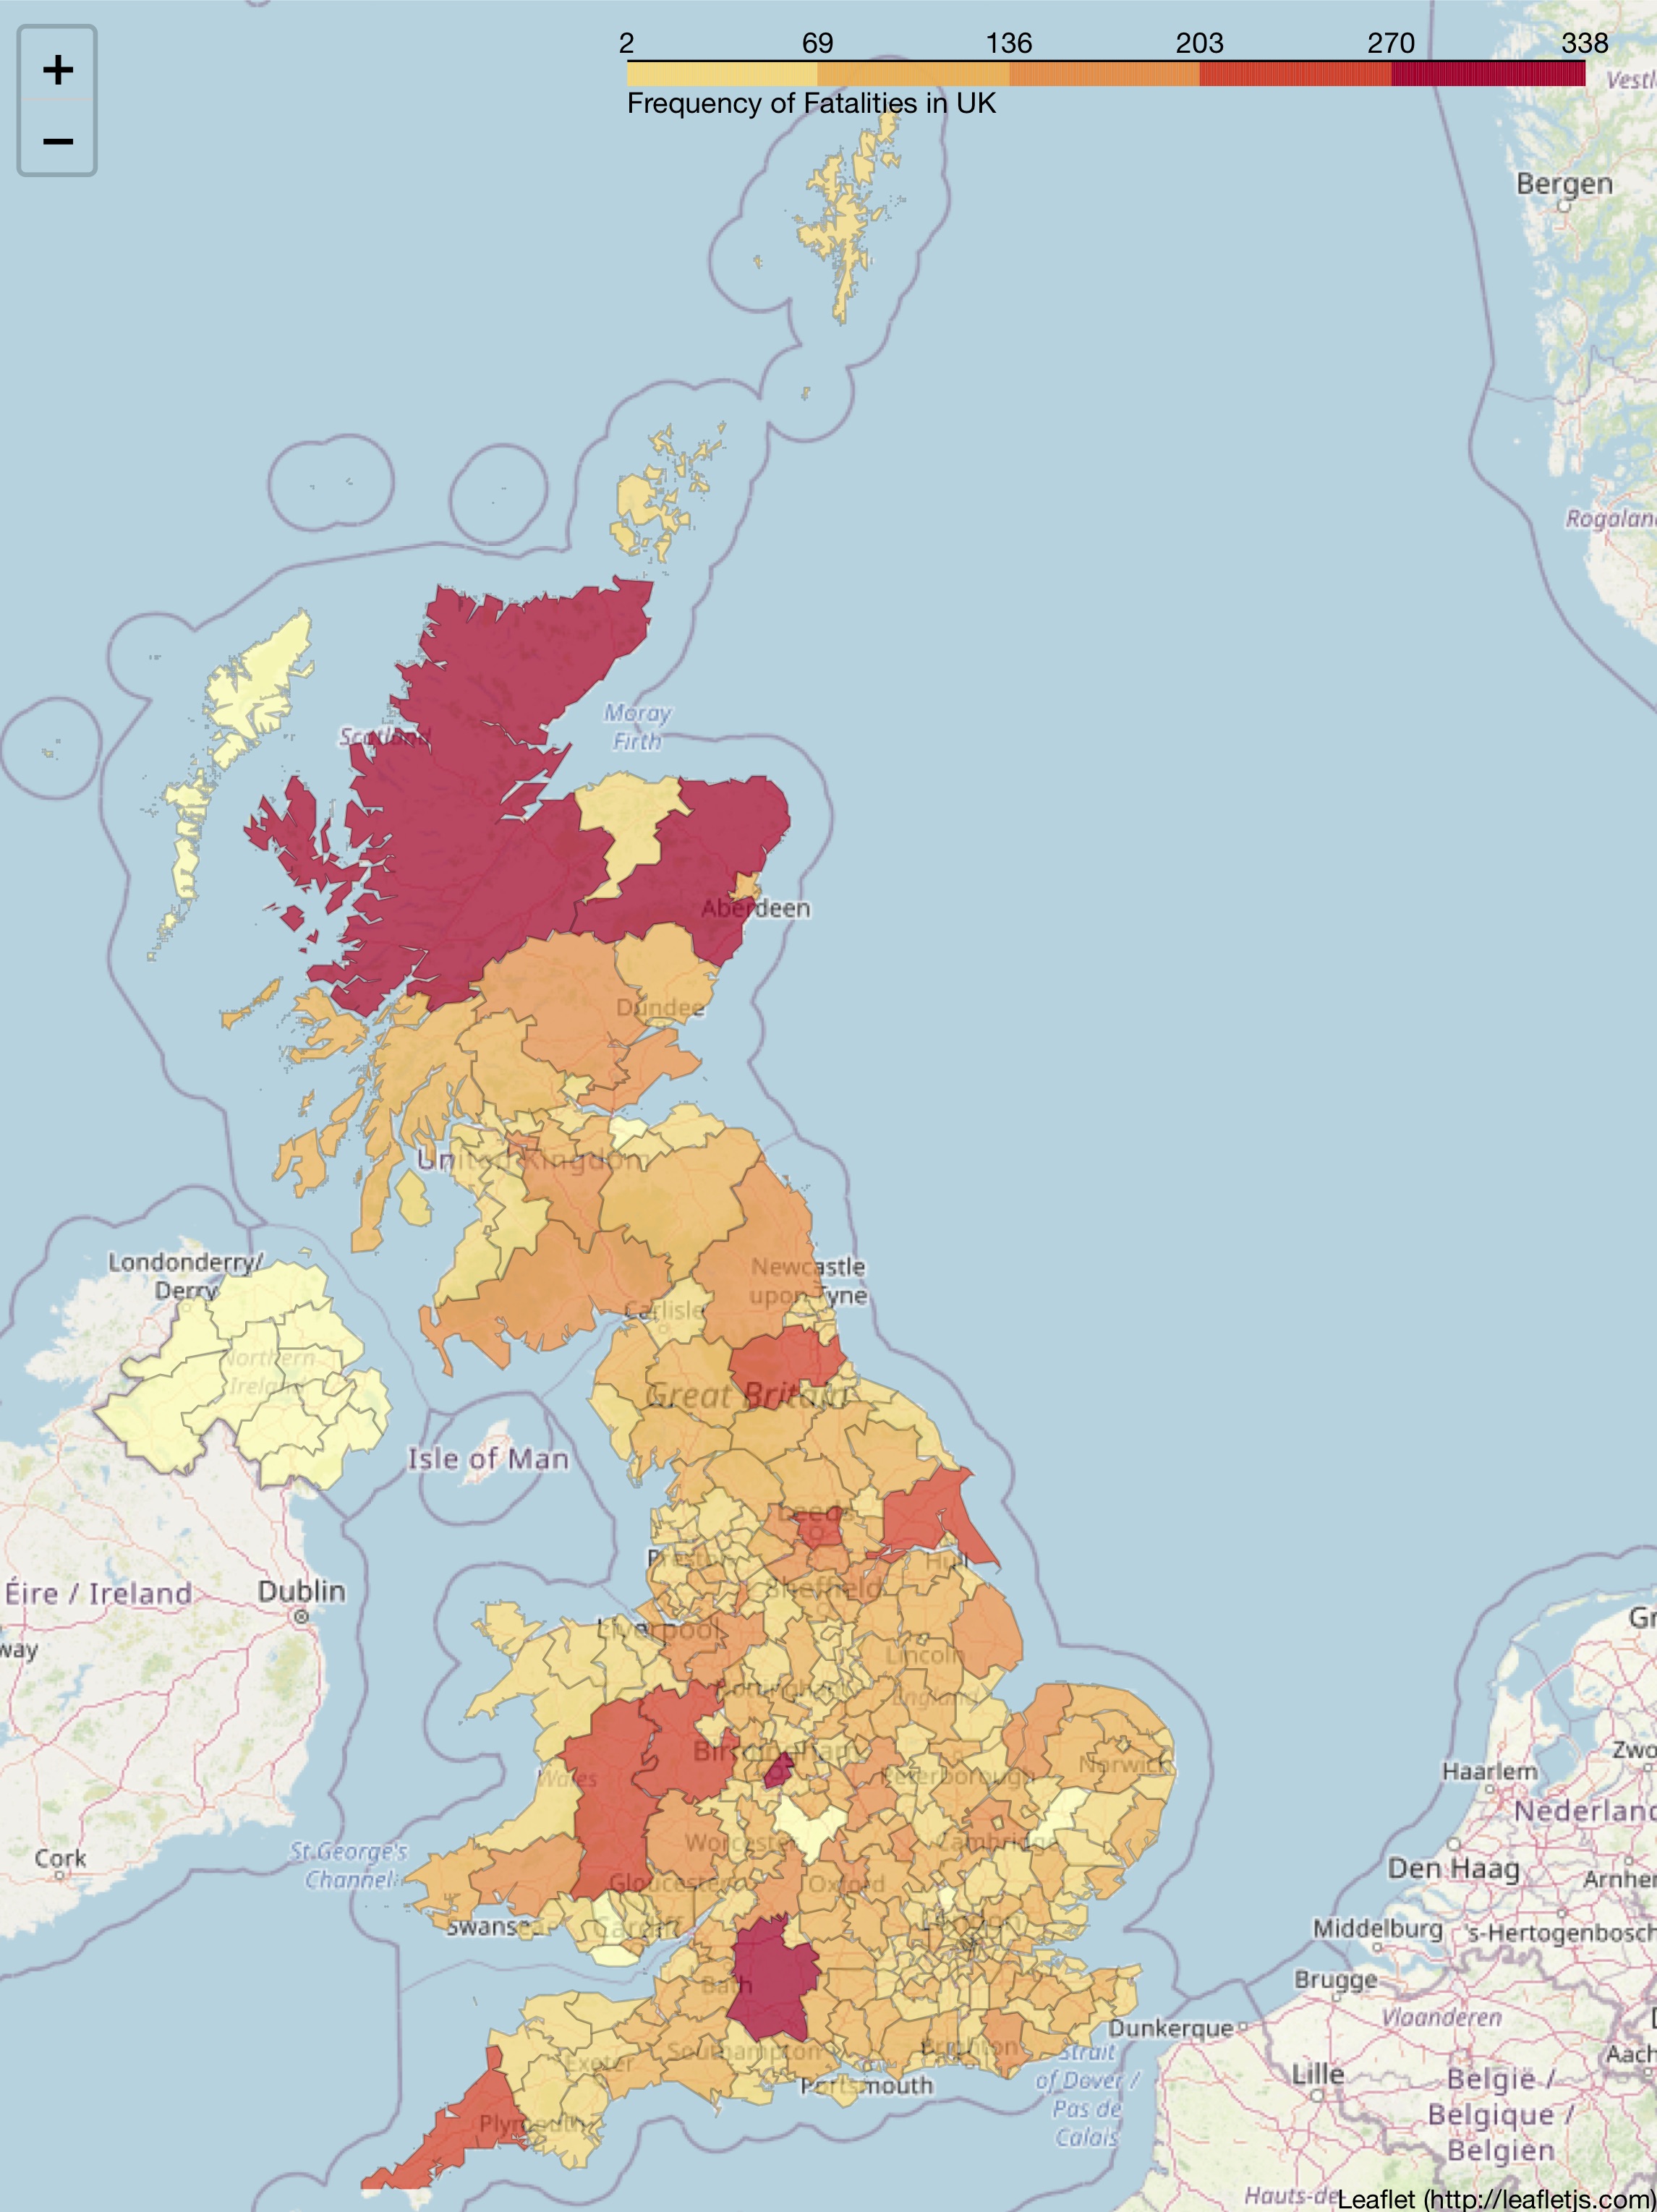 +
−
2 69 136 203 270 338
Frequency of Fatalities in UK
Vestl
Bergen
Rogalan
Moray
Firth
Scotland
Aberdeen
Dundee
United Kingdom
Londonderry/
Derry
Newcastle
upon Tyne
Carlisle
Northern
Ireland
Great Britain
Isle of Man
Leeds
Preston
Hull
Éire / Ireland
Dublin
Sheffield
way
Liverpool
Lincoln
Nottingham
England
Gr
Birmingham
Norwich
Wales
Peterborough
Zwo
Haarlem
Nederland
St George's
Channel
Worcester
Cambridge
Cork
Den Haag
Gloucester
Oxford
Arnhem
Swansea
Cardiff
London
Middelburg
's-Hertogenbosch
Bath
Brugge
Vlaanderen
Dunkerque
Southampton
Brighton
Exeter
Strait
of Dover /
Pas de
Calais
Portsmouth
Lille
Aach
België /
Belgique /
Belgien
Plymouth
Hauts-de-
Leaflet (http://leafletjs.com)